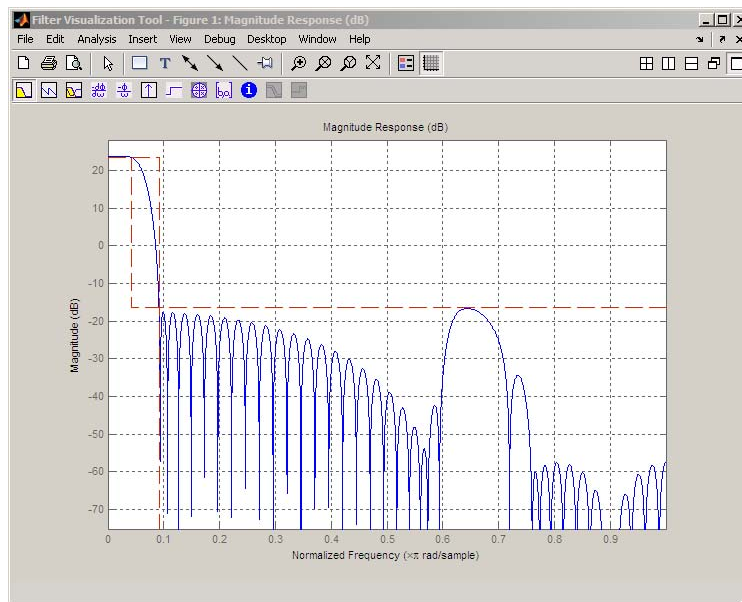 Filter Visualization Tool - Figure 1: Magnitude Response (dB)
File Edit Analysis Insert View Debug Desktop Window Help
Magnitude Response (dB)
20
10
0
-10
-20
-30
-40
-50
-60
-70
Magnitude (dB)
0 0.1 0.2 0.3 0.4 0.5 0.6 0.7 0.8 0.9
Normalized Frequency (×π rad/sample)